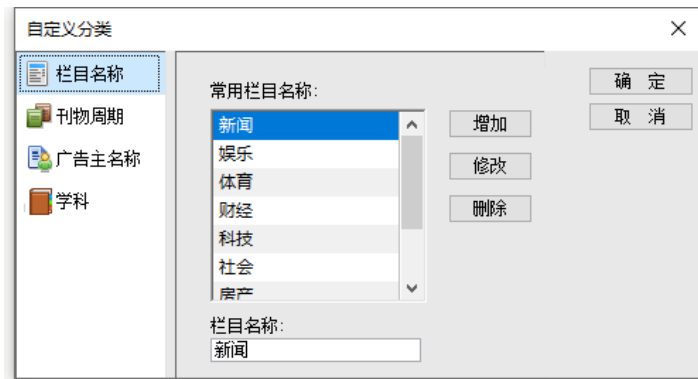 自定义分类
栏目名称
刊物周期
广告主名称
学科
常用栏目名称:
新闻
娱乐
体育
财经
科技
社会
房产
栏目名称:
新闻
增加
修改
删除
确 定
取 消